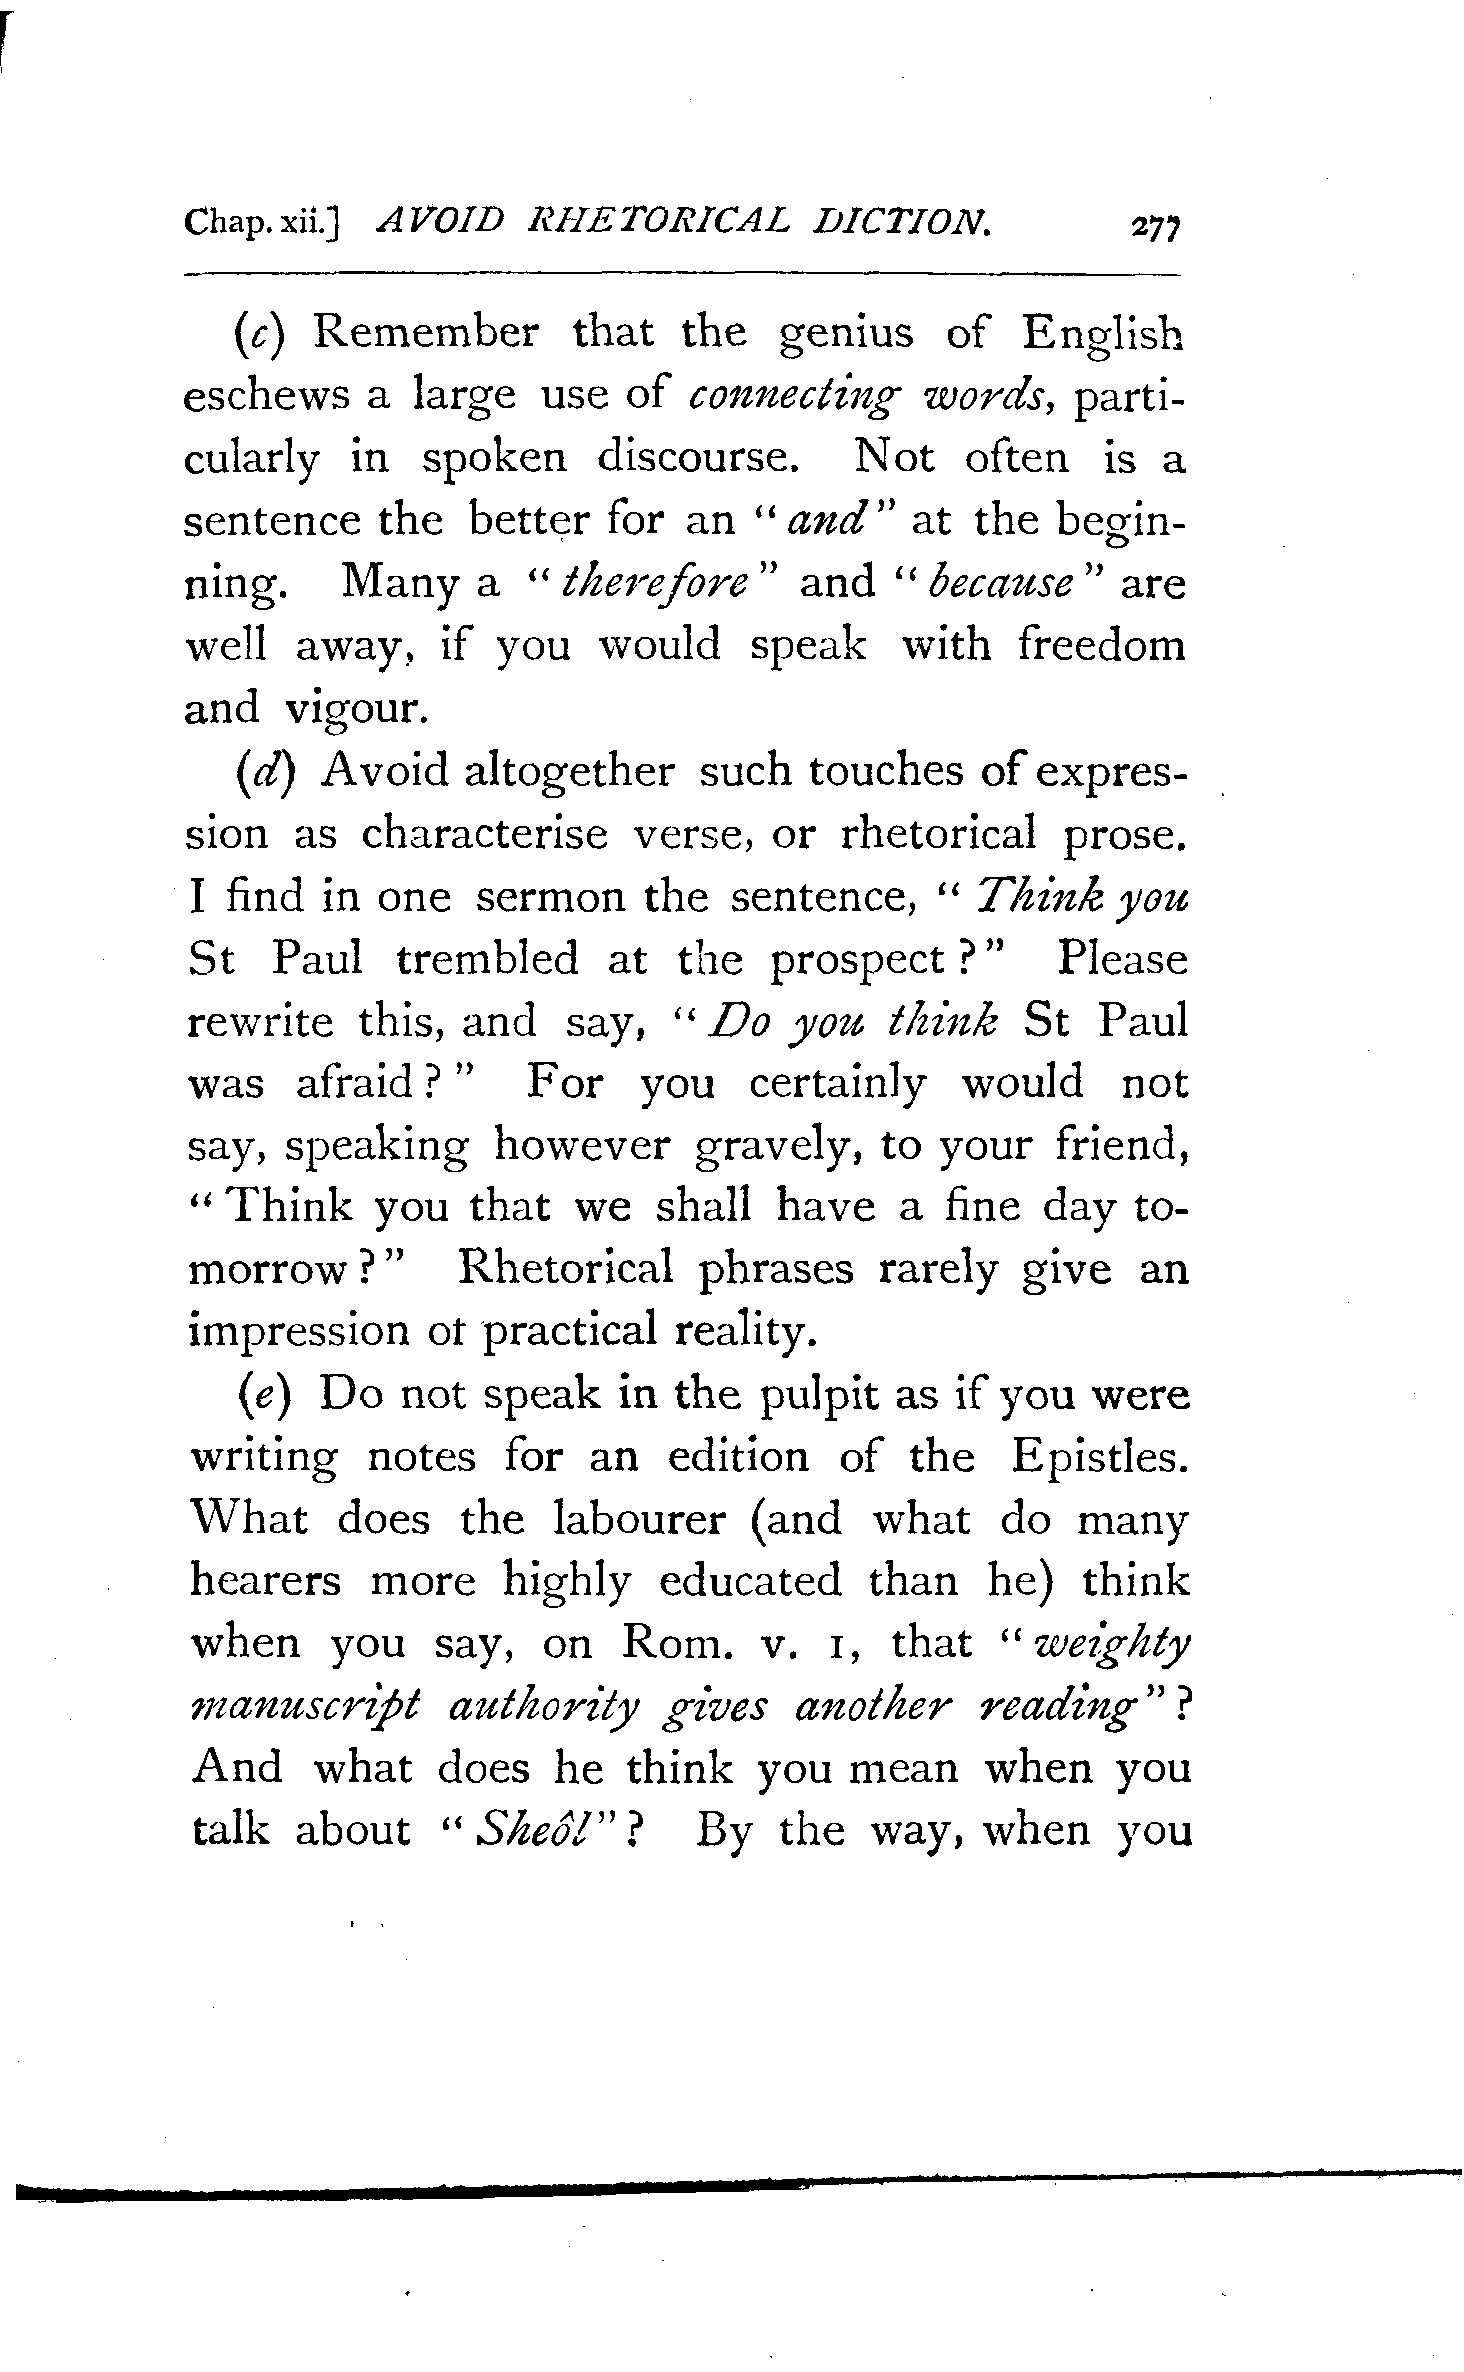 Chap. xii.] AVOID RHETORICAL DICTION. 277
(c) Remember that the genius of English
eschews a large use of connecting words, parti-
cularly in spoken discourse. Not often is a
sentence the better for an "and" at the begin-
ning. Many a "therefore" and "because" are
well away, if you would speak with freedom
and vigour.
(d) Avoid altogether such touches of expres-
sion as characterise verse, or rhetorical prose.
I find in one sermon the sentence, "Think you
St Paul trembled at the prospect?" Please
rewrite this, and say, "Do you think St Paul
was afraid?" For you certainly would not
say, speaking however gravely, to your friend,
"Think you that we shall have a fine day to-
morrow?" Rhetorical phrases rarely give an
impression of practical reality.
(e) Do not speak in the pulpit as if you were
writing notes for an edition of the Epistles.
What does the labourer (and what do many
hearers more highly educated than he) think
when you say, on Rom. v. 1, that "weighty
manuscript authority gives another reading"?
And what does he think you mean when you
talk about "Sheôl"? By the way, when you